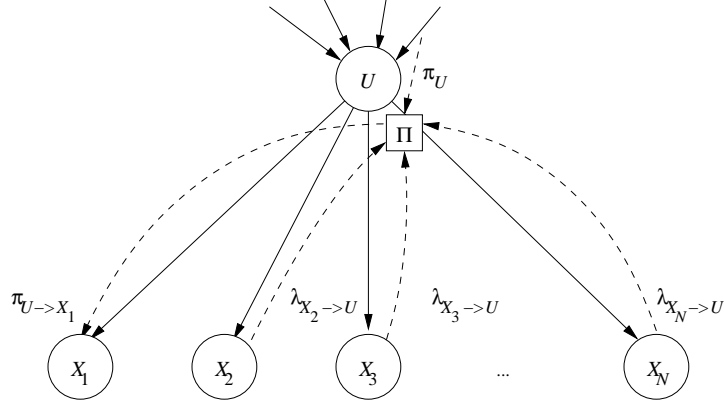 U
π_U
Π
π_{U->X_1}
λ_{X_2->U}
λ_{X_3->U}
λ_{X_N->U}
X_1
X_2
X_3
...
X_N